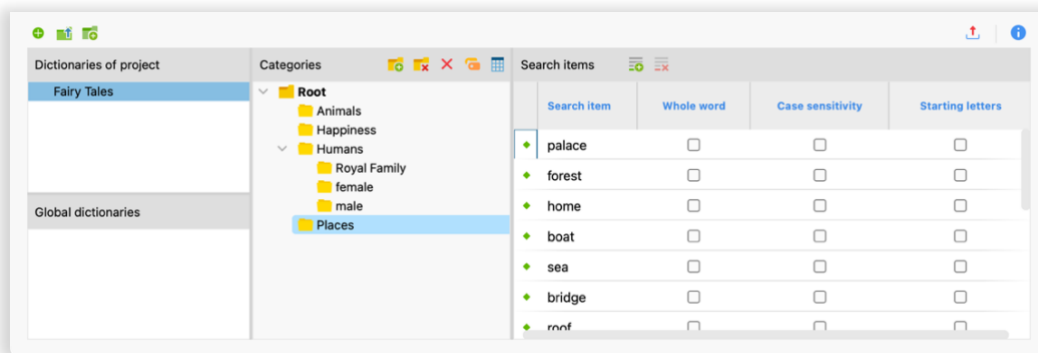 Dictionaries of project
Fairy Tales
Global dictionaries
Categories
Root
Animals
Happiness
Humans
Royal Family
female
male
Places
Search items
Search item Whole word Case sensitivity Starting letters
palace
forest
home
boat
sea
bridge
roof